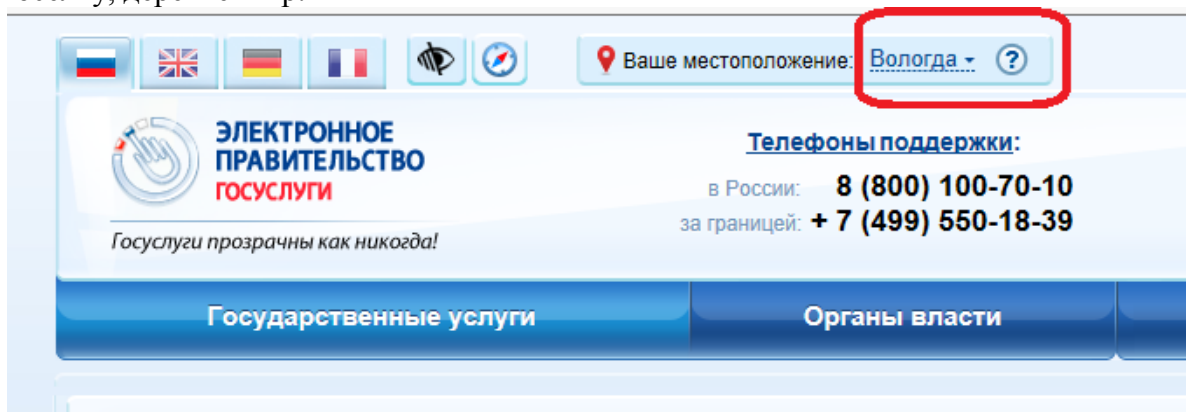 Ваше местоположение: Вологда ?
ЭЛЕКТРОННОЕ
ПРАВИТЕЛЬСТВО
ГОСУСЛУГИ
Госуслуги прозрачны как никогда!
Телефоны поддержки:
в России: 8 (800) 100-70-10
за границей: + 7 (499) 550-18-39
Государственные услуги
Органы власти